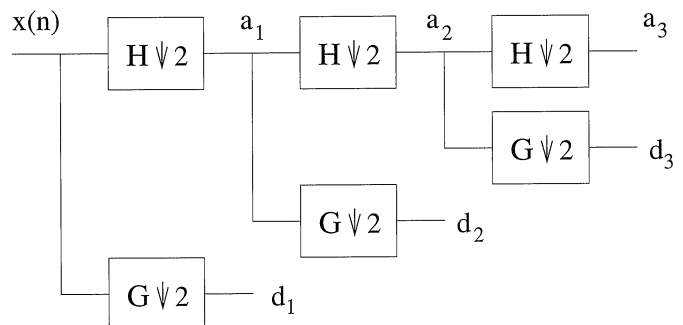 x(n) H↓2 a₁ H↓2 a₂ H↓2 a₃
G↓2 d₃
G↓2 d₂
G↓2 d₁